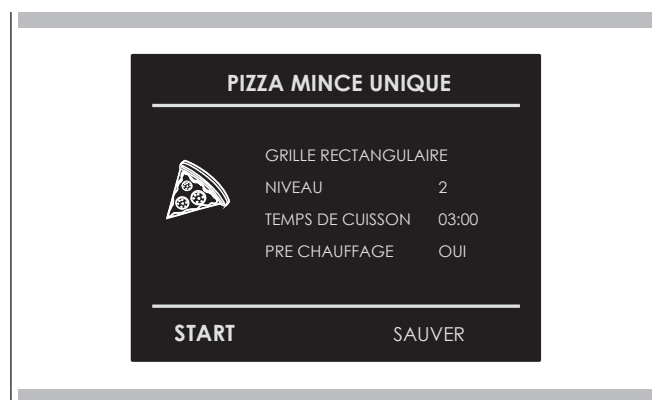 PIZZA MINCE UNIQUE
GRILLE RECTANGULAIRE
NIVEAU 2
TEMPS DE CUISSON 03:00
PRE CHAUFFAGE OUI
START SAUVER